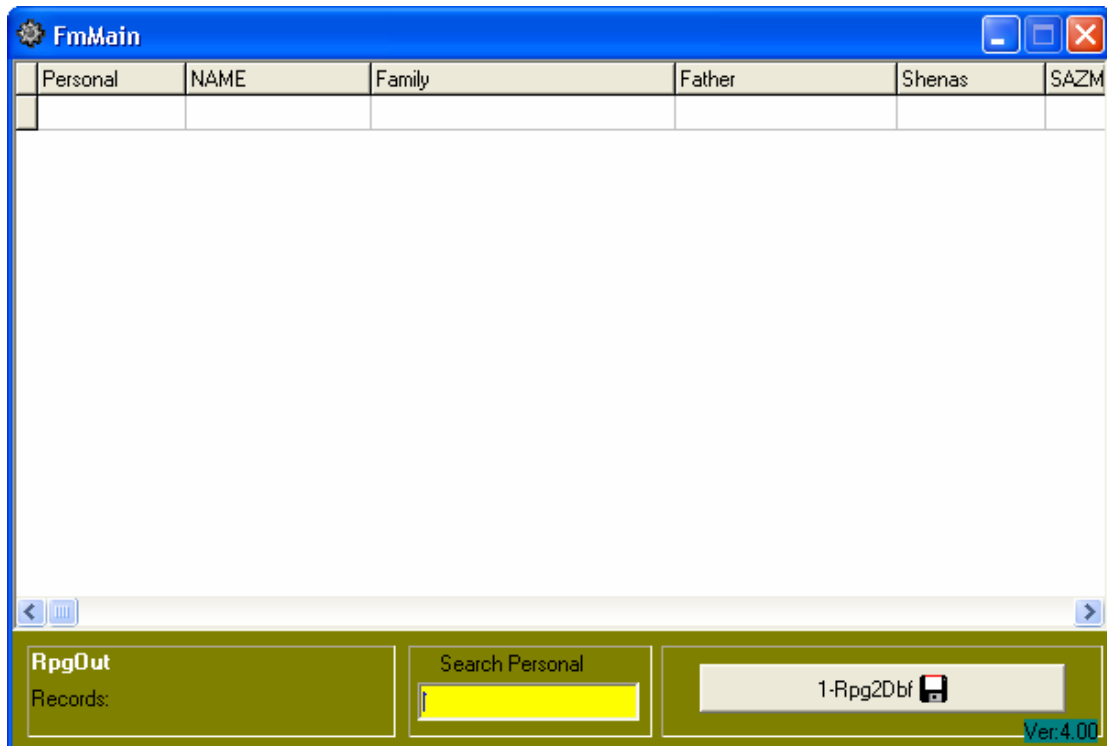 FmMain
Personal NAME Family Father Shenas SAZM
RpgOut
Records:
Search Personal
1-Rpg2Dbf
Ver:4.00